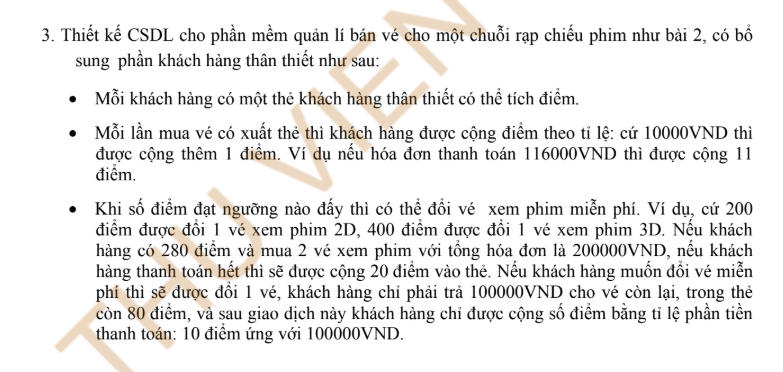 3. Thiết kế CSDL cho phần mềm quản lí bán vé cho một chuỗi rạp chiếu phim như bài 2, có bổ
sung phần khách hàng thân thiết như sau:
• Mỗi khách hàng có một thẻ khách hàng thân thiết có thể tích điểm.
• Mỗi lần mua vé có xuất thẻ thì khách hàng được cộng điểm theo tỉ lệ: cứ 10000VND thì
được cộng thêm 1 điểm. Ví dụ nếu hóa đơn thanh toán 116000VND thì được cộng 11
điểm.
• Khi số điểm đạt ngưỡng nào đấy thì có thể đổi vé xem phim miễn phí. Ví dụ, cứ 200
điểm được đổi 1 vé xem phim 2D, 400 điểm được đổi 1 vé xem phim 3D. Nếu khách
hàng có 280 điểm và mua 2 vé xem phim với tổng hóa đơn là 200000VND, nếu khách
hàng thanh toán hết thì sẽ được cộng 20 điểm vào thẻ. Nếu khách hàng muốn đổi vé miễn
phí thì sẽ được đổi 1 vé, khách hàng chỉ phải trả 100000VND cho vé còn lại, trong thẻ
còn 80 điểm, và sau giao dịch này khách hàng chỉ được cộng số điểm bằng tỉ lệ phần tiền
thanh toán: 10 điểm ứng với 100000VND.
THU VIEN